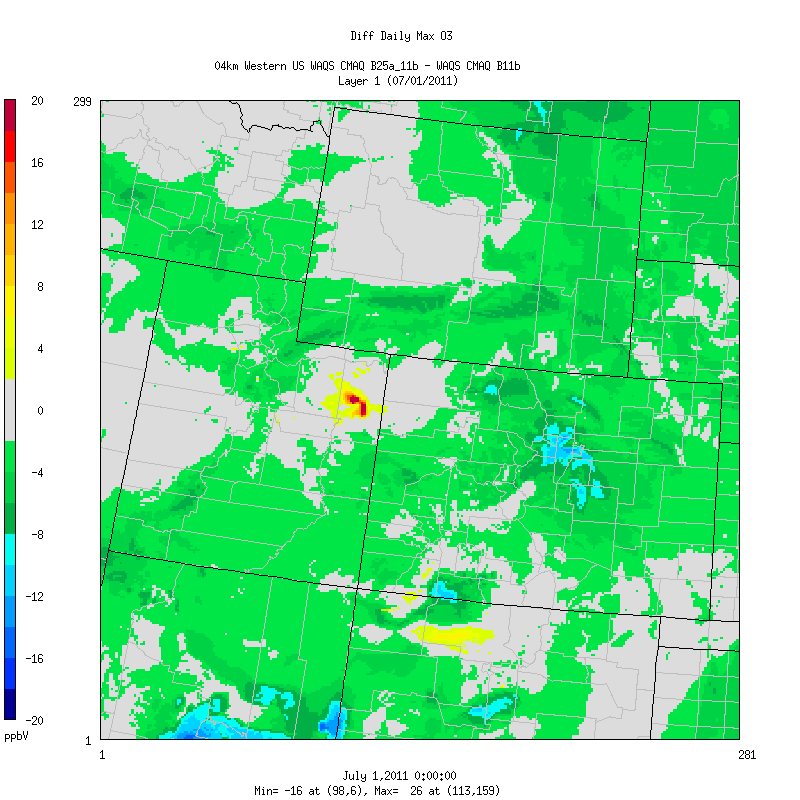 Diff Daily Max O3
04km Western US WAQS CMAQ B25a_11b - WAQS CMAQ B11b
Layer 1 (07/01/2011)
299
20
16
12
8
4
0
-4
-8
-12
-16
-20
ppbV
1
1
281
July 1,2011 0:00:00
Min= -16 at (98,6), Max=  26 at (113,159)